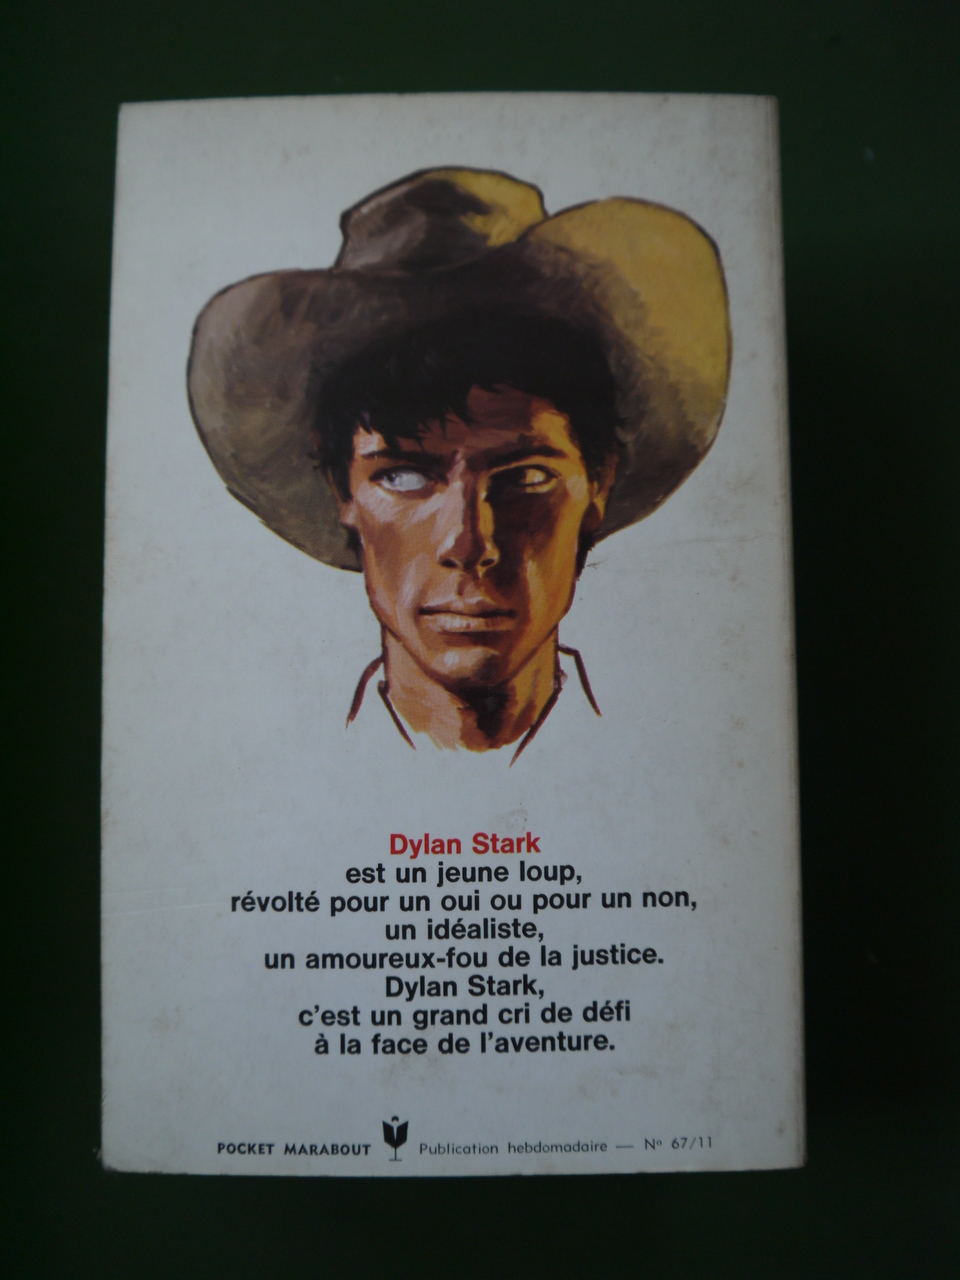 Dylan Stark
est un jeune loup,
révolté pour un oui ou pour un non,
un idéaliste,
un amoureux-fou de la justice.
Dylan Stark,
c'est un grand cri de défi
à la face de l'aventure.
POCKET MARABOUT Publication hebdomadaire — Nº 67/11